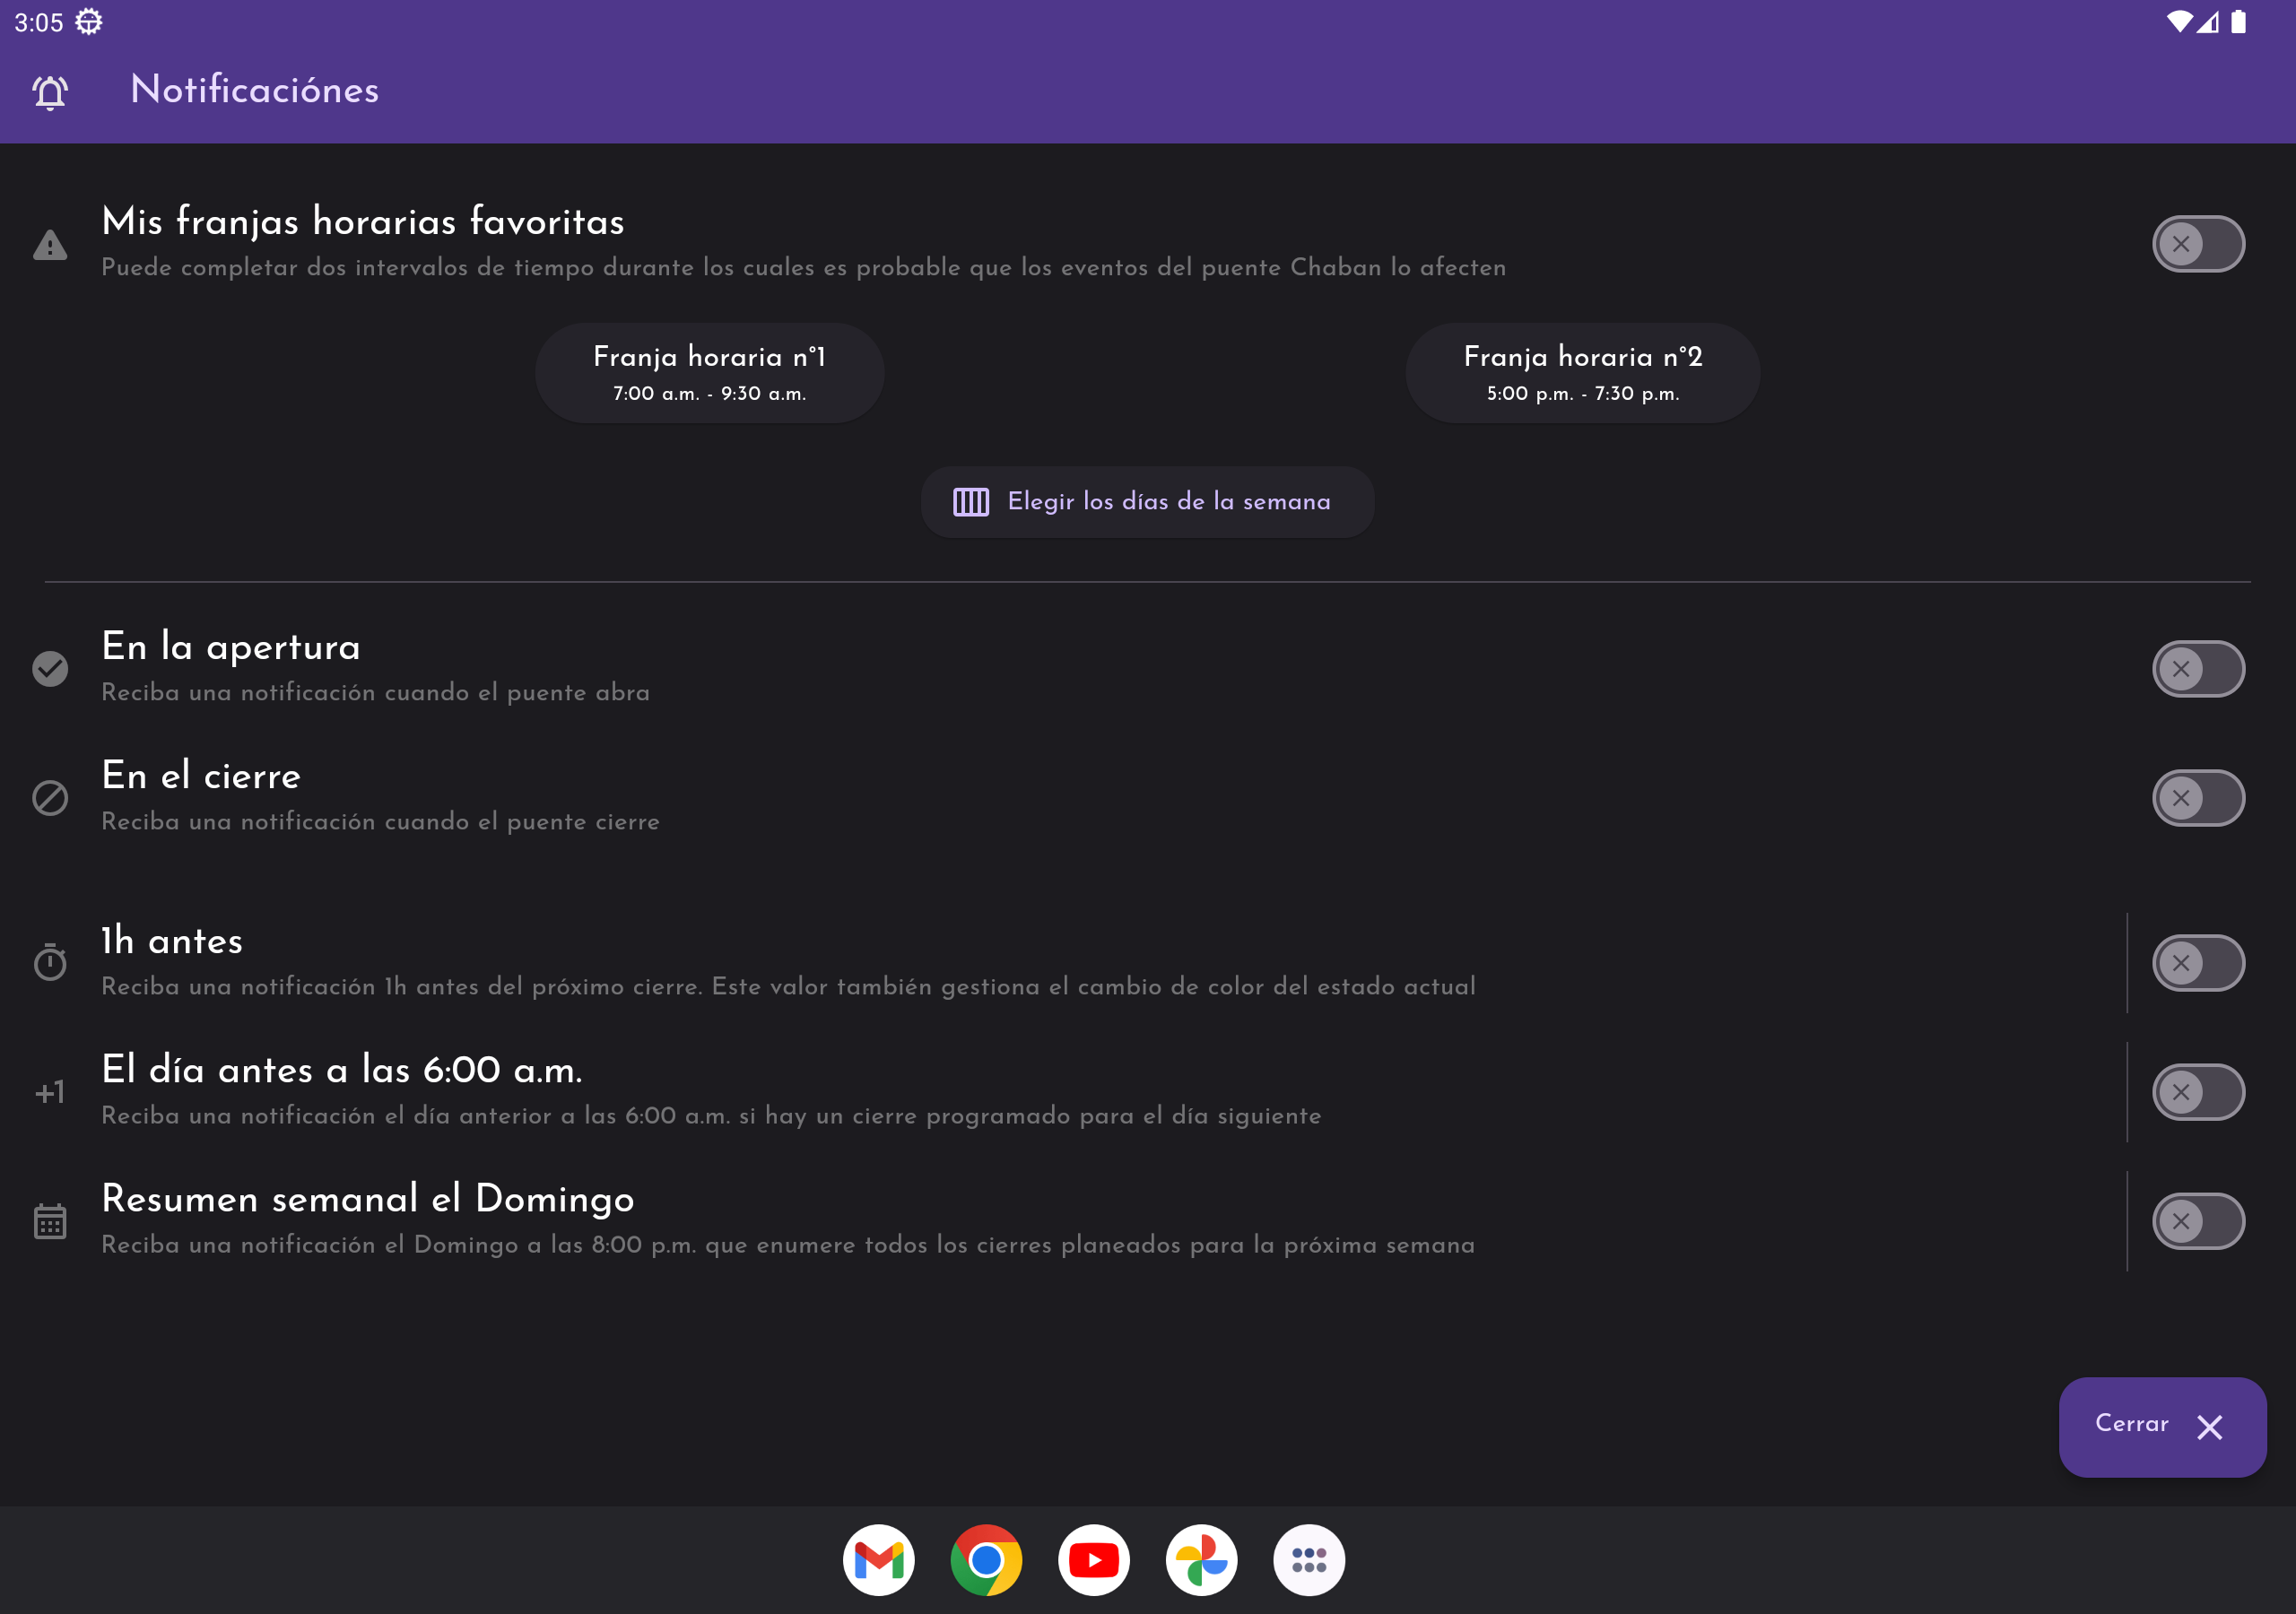 3:05
Notificaciónes
Mis franjas horarias favoritas
Puede completar dos intervalos de tiempo durante los cuales es probable que los eventos del puente Chaban lo afecten
Franja horaria n°1
7:00 a.m. - 9:30 a.m.
Franja horaria n°2
5:00 p.m. - 7:30 p.m.
Elegir los días de la semana
En la apertura
Reciba una notificación cuando el puente abra
En el cierre
Reciba una notificación cuando el puente cierre
1h antes
Reciba una notificación 1h antes del próximo cierre. Este valor también gestiona el cambio de color del estado actual
+1
El día antes a las 6:00 a.m.
Reciba una notificación el día anterior a las 6:00 a.m. si hay un cierre programado para el día siguiente
Resumen semanal el Domingo
Reciba una notificación el Domingo a las 8:00 p.m. que enumere todos los cierres planeados para la próxima semana
Cerrar